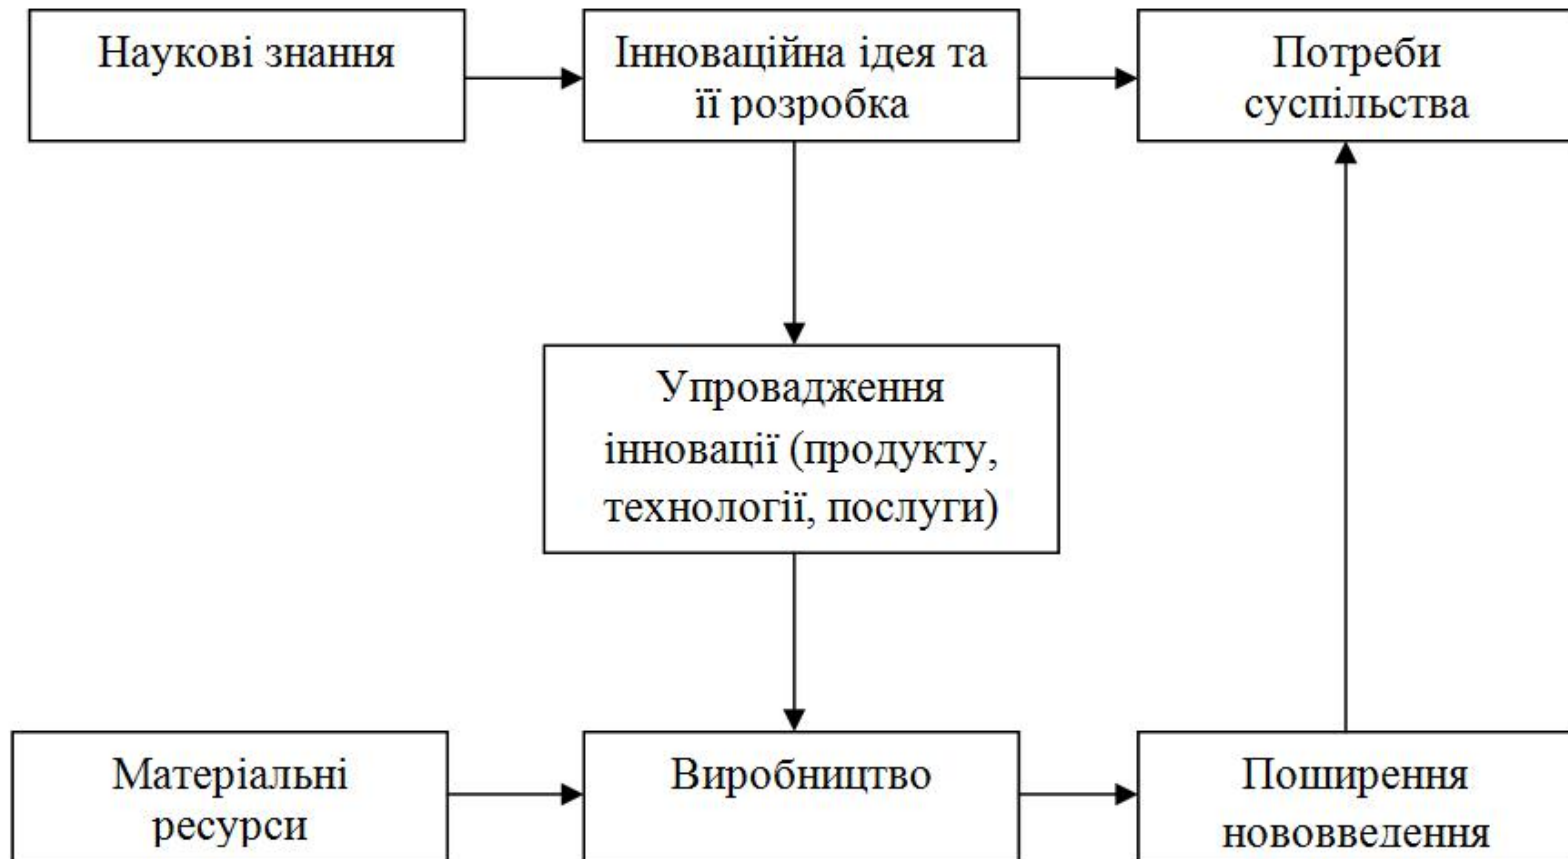 Наукові знання
Інноваційна ідея та
її розробка
Потреби
суспільства
Упровадження
інновації (продукту,
технології, послуги)
Матеріальні
ресурси
Виробництво
Поширення
нововведення